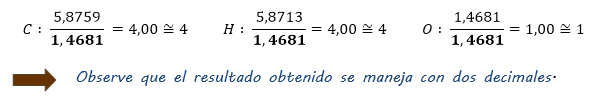 C : 5,8759 / 1,4681 = 4,00 ≅ 4    H : 5,8713 / 1,4681 = 4,00 ≅ 4    O : 1,4681 / 1,4681 = 1,00 ≅ 1
Observe que el resultado obtenido se maneja con dos decimales.